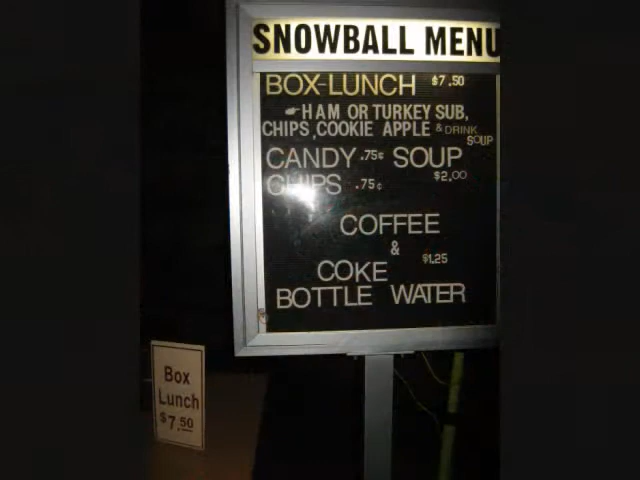 SNOWBALL MENU
BOX-LUNCH $7.50
HAM OR TURKEY SUB,
CHIPS, COOKIE APPLE & DRINK
SOUP
CANDY .75¢ SOUP
$2.00
CHIPS .75¢
COFFEE
&
$1.25
COKE
BOTTLE WATER
Box
Lunch
$7.50